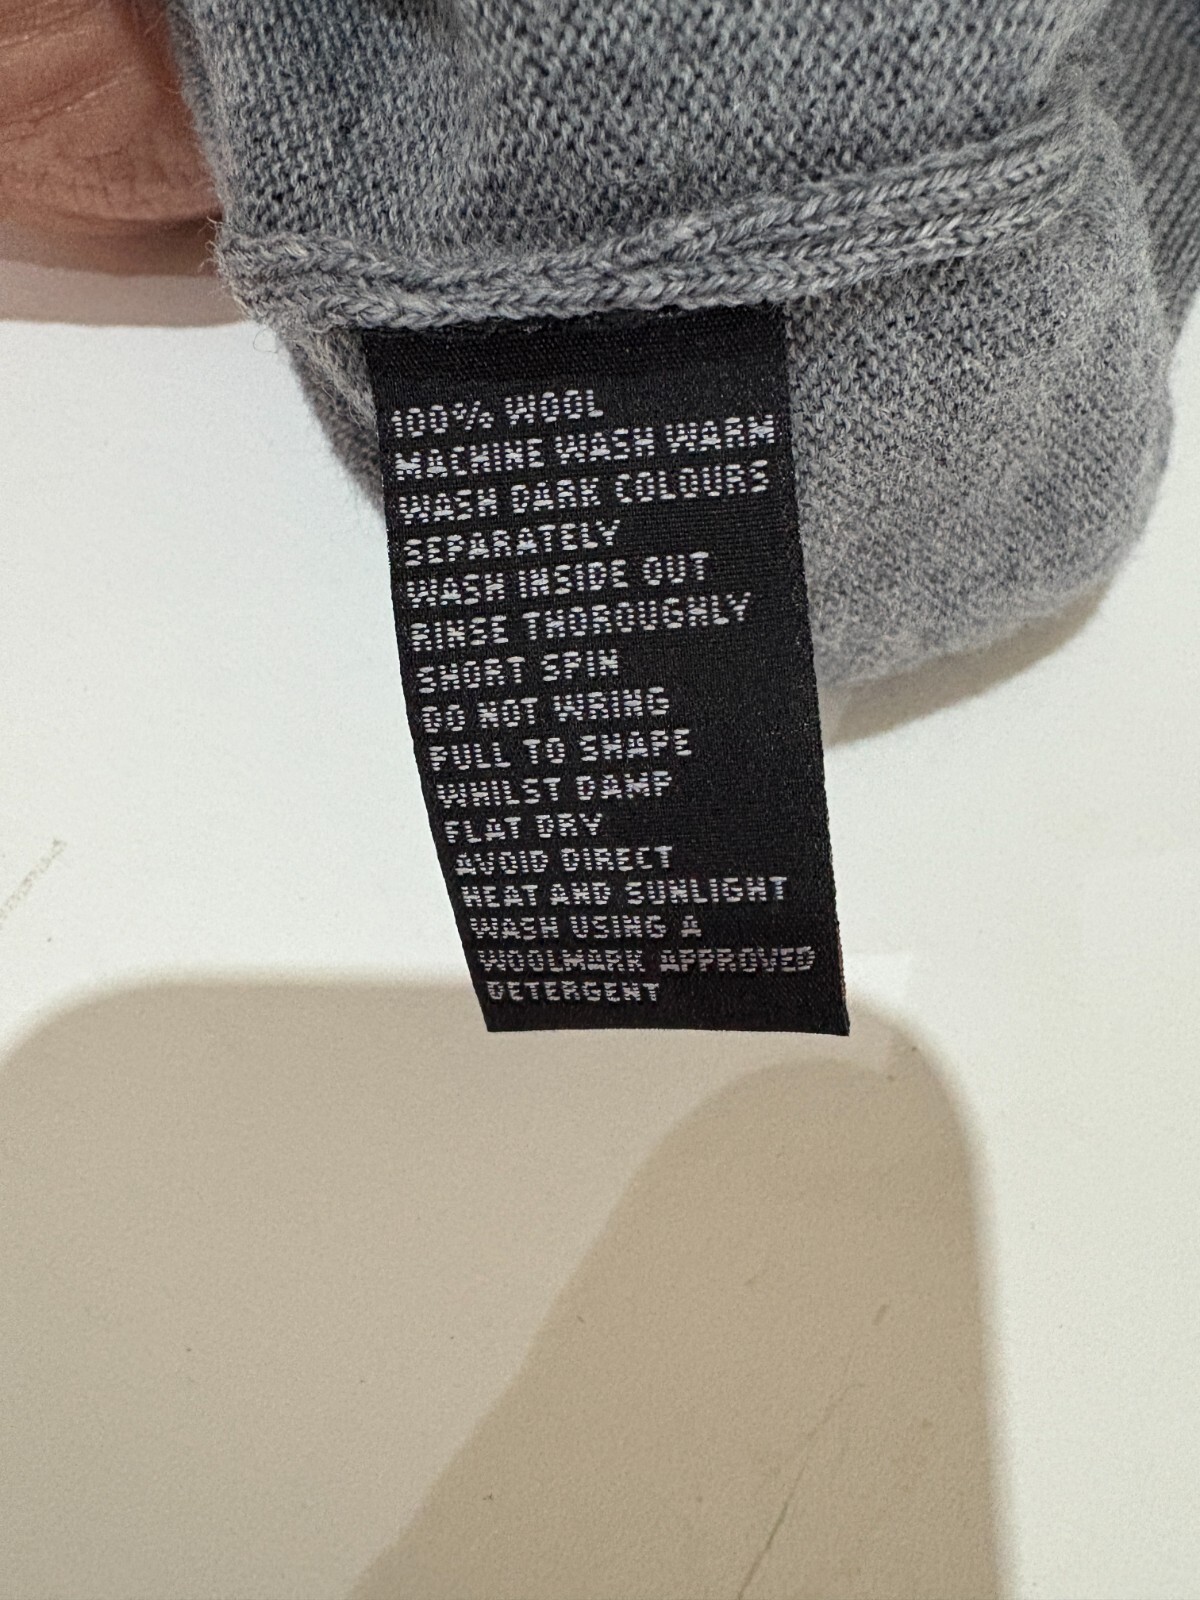 100% WOOL
MACHINE WASH WARM
WASH DARK COLOURS
SEPARATELY
WASH INSIDE OUT
RINSE THOROUGHLY
SHORT SPIN
DO NOT WRING
PULL TO SHAPE
WHILST DAMP
FLAT DRY
AVOID DIRECT
HEAT AND SUNLIGHT
WASH USING A
WOOLMARK APPROVED
DETERGENT